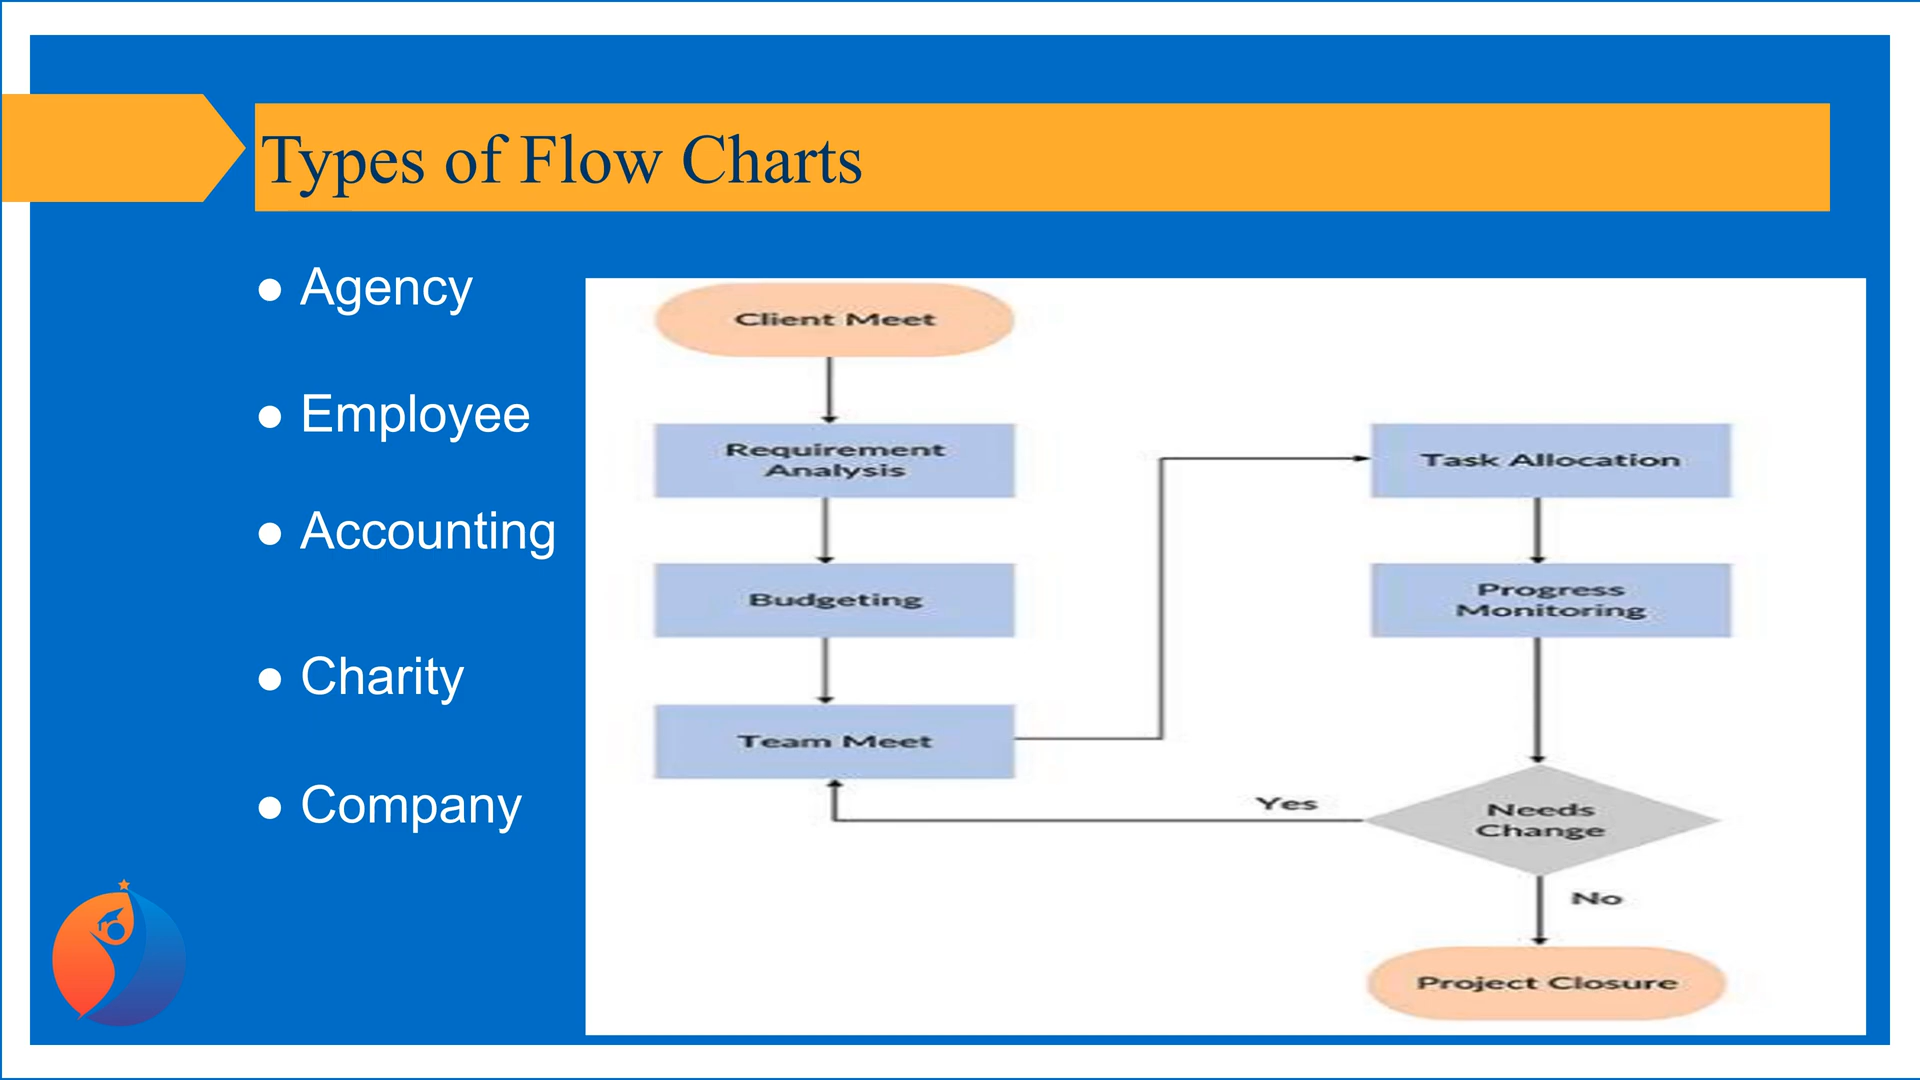 Types of Flow Charts
● Agency
● Employee
● Accounting
● Charity
● Company
Client Meet
Requirement
Analysis
Budgeting
Team Meet
Task Allocation
Progress
Monitoring
Needs
Change
Yes
No
Project Closure